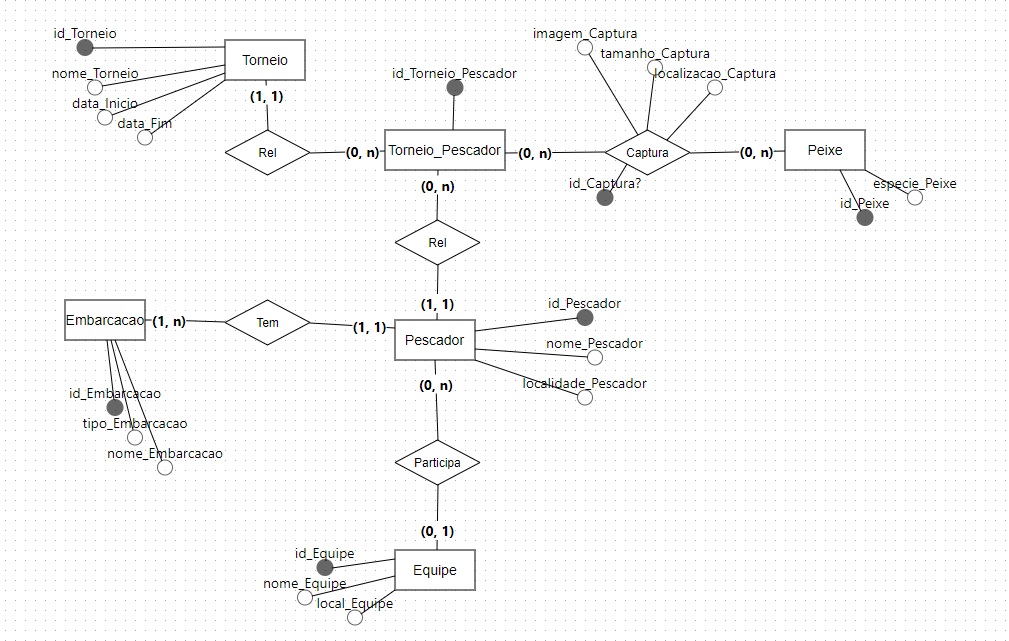 id_Torneio
nome_Torneio
data_Inicio
data_Fim
Torneio
(1, 1)
Rel
(0, n)
id_Torneio_Pescador
Torneio_Pescador
(0, n)
imagem_Captura
tamanho_Captura
localizacao_Captura
Captura
id_Captura?
(0, n)
Peixe
especie_Peixe
id_Peixe
(0, n)
Rel
(1, 1)
Embarcacao
(1, n)
Tem
(1, 1)
Pescador
id_Pescador
nome_Pescador
localidade_Pescador
id_Embarcacao
tipo_Embarcacao
nome_Embarcacao
(0, n)
Participa
(0, 1)
id_Equipe
nome_Equipe
local_Equipe
Equipe